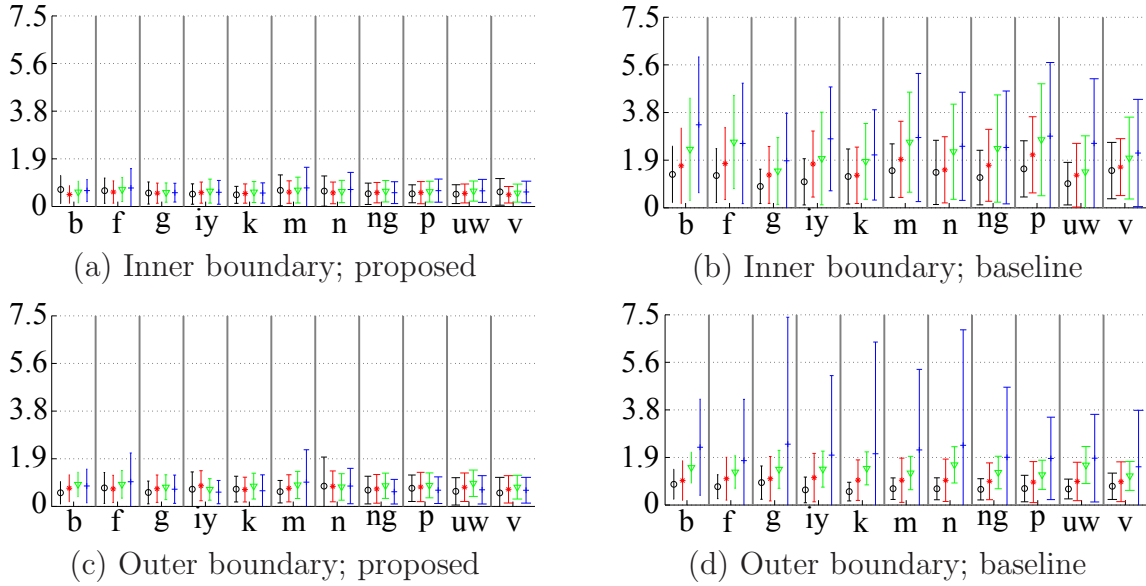 7.5
5.6
3.8
1.9
0
b f g iy k m n ng p uw v
(a) Inner boundary; proposed
7.5
5.6
3.8
1.9
0
b f g iy k m n ng p uw v
(b) Inner boundary; baseline
7.5
5.6
3.8
1.9
0
b f g iy k m n ng p uw v
(c) Outer boundary; proposed
7.5
5.6
3.8
1.9
0
b f g iy k m n ng p uw v
(d) Outer boundary; baseline